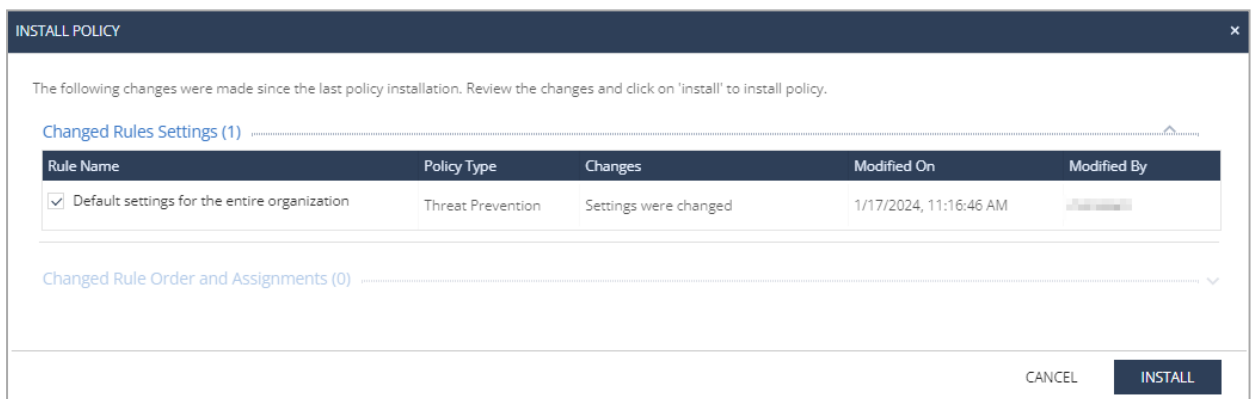 INSTALL POLICY ×
The following changes were made since the last policy installation. Review the changes and click on 'install' to install policy.
Changed Rules Settings (1)
Rule Name Policy Type Changes Modified On Modified By
Default settings for the entire organization Threat Prevention Settings were changed 1/17/2024, 11:16:46 AM
Changed Rule Order and Assignments (0)
CANCEL INSTALL